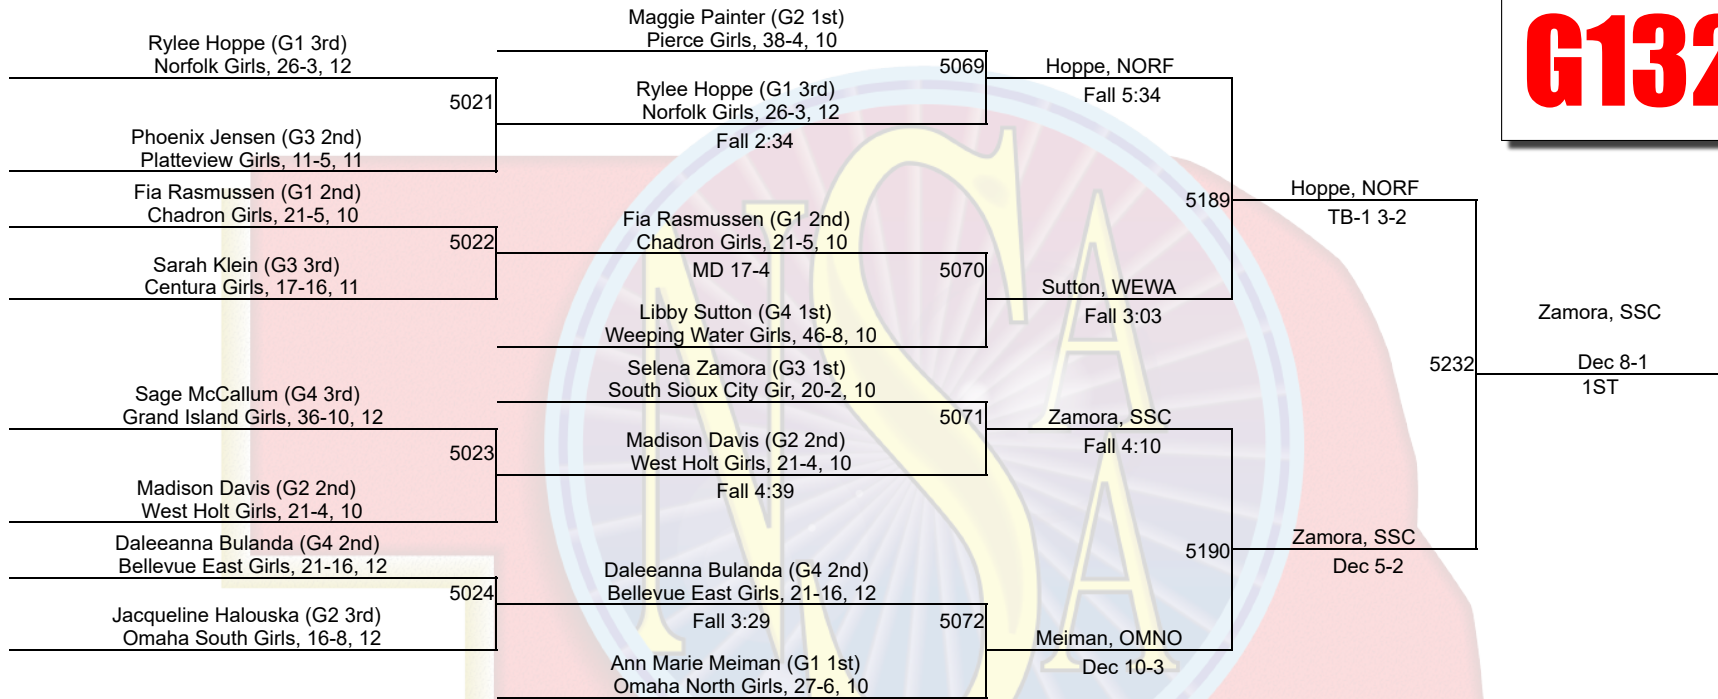 Rylee Hoppe (G1 3rd)
Norfolk Girls, 26-3, 12
5021
Phoenix Jensen (G3 2nd)
Platteview Girls, 11-5, 11
Fia Rasmussen (G1 2nd)
Chadron Girls, 21-5, 10
5022
Sarah Klein (G3 3rd)
Centura Girls, 17-16, 11
Sage McCallum (G4 3rd)
Grand Island Girls, 36-10, 12
5023
Madison Davis (G2 2nd)
West Holt Girls, 21-4, 10
Daleeanna Bulanda (G4 2nd)
Bellevue East Girls, 21-16, 12
5024
Jacqueline Halouska (G2 3rd)
Omaha South Girls, 16-8, 12
Maggie Painter (G2 1st)
Pierce Girls, 38-4, 10
5069
Rylee Hoppe (G1 3rd)
Norfolk Girls, 26-3, 12
Fall 2:34
Fia Rasmussen (G1 2nd)
Chadron Girls, 21-5, 10
MD 17-4
5070
Libby Sutton (G4 1st)
Weeping Water Girls, 46-8, 10
Selena Zamora (G3 1st)
South Sioux City Gir, 20-2, 10
5071
Madison Davis (G2 2nd)
West Holt Girls, 21-4, 10
Fall 4:39
Daleeanna Bulanda (G4 2nd)
Bellevue East Girls, 21-16, 12
Fall 3:29
5072
Ann Marie Meiman (G1 1st)
Omaha North Girls, 27-6, 10
Hoppe, NORF
Fall 5:34
5189
Sutton, WEWA
Fall 3:03
Zamora, SSC
Fall 4:10
5190
Meiman, OMNO
Dec 10-3
Hoppe, NORF
TB-1 3-2
5232
Zamora, SSC
Dec 5-2
Zamora, SSC
Dec 8-1
1ST
G132
NSAA